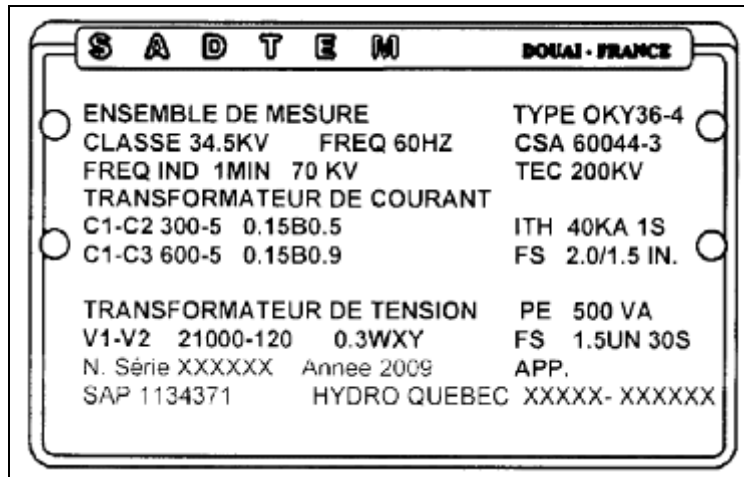 SADTEM DOUAI - FRANCE
ENSEMBLE DE MESURE TYPE OKY36-4
CLASSE 34.5KV FREQ 60HZ CSA 60044-3
FREQ IND 1MIN 70 KV TEC 200KV
TRANSFORMATEUR DE COURANT
C1-C2 300-5 0.15B0.5 ITH 40KA 1S
C1-C3 600-5 0.15B0.9 FS 2.0/1.5 IN.
TRANSFORMATEUR DE TENSION PE 500 VA
V1-V2 21000-120 0.3WXY FS 1.5UN 30S
N. Série XXXXXX Annee 2009 APP.
SAP 1134371 HYDRO QUEBEC XXXXX- XXXXXX